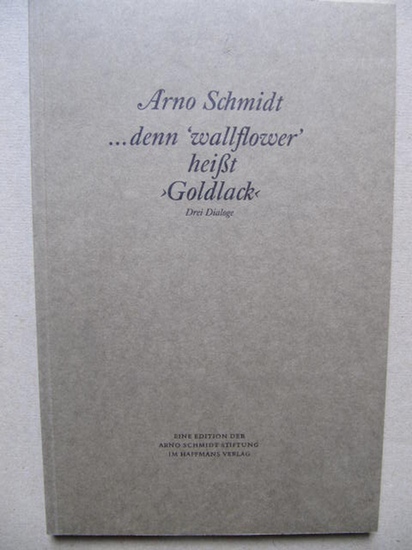 Arno Schmidt
...denn ‘wallflower’
heißt
›Goldlack‹
Drei Dialoge
EINE EDITION DER
ARNO SCHMIDT STIFTUNG
IM HAFFMANS VERLAG